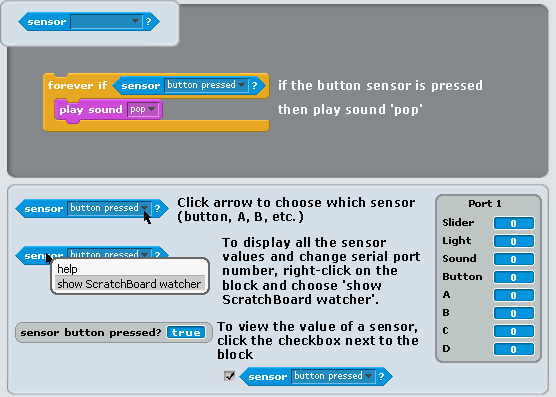 sensor ?
forever if sensor button pressed ?
if the button sensor is pressed
play sound pop
then play sound 'pop'
sensor button pressed ?
Click arrow to choose which sensor
(button, A, B, etc.)
sensor button pressed ?
help
show ScratchBoard watcher
To display all the sensor
values and change serial port
number, right-click on the
block and choose 'show
ScratchBoard watcher'.
sensor button pressed? true
To view the value of a sensor,
click the checkbox next to the
block
sensor button pressed ?
Port 1
Slider 0
Light 0
Sound 0
Button 0
A 0
B 0
C 0
D 0